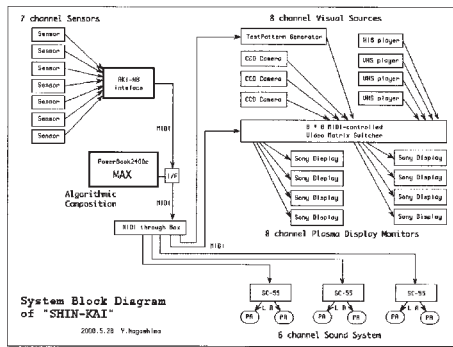 7 channel Sensors
Sensor
Sensor
Sensor
Sensor
Sensor
Sensor
Sensor
AKI-H8
inteface
MIDI
PowerBook2400c
MAX
I/F
Algorithmic
Composition
MIDI
MIDI through Box
MIDI
8 channel Visual Sources
TestPattern Generator
CCD Camera
CCD Camera
CCD Camera
VHS player
VHS player
VHS player
8 * 8 MIDI-controlled
Video Matrix Switcher
Sony Display
Sony Display
Sony Display
Sony Display
Sony Display
Sony Display
Sony Display
Sony Display
8 channel Plasma Display Monitors
SC-55
SC-55
SC-55
L R
L R
L R
PA
PA
PA
PA
PA
PA
6 channel Sound System
System Block Diagram
of "SHIN-KAI"
2000.5.28 Y.Nagashima